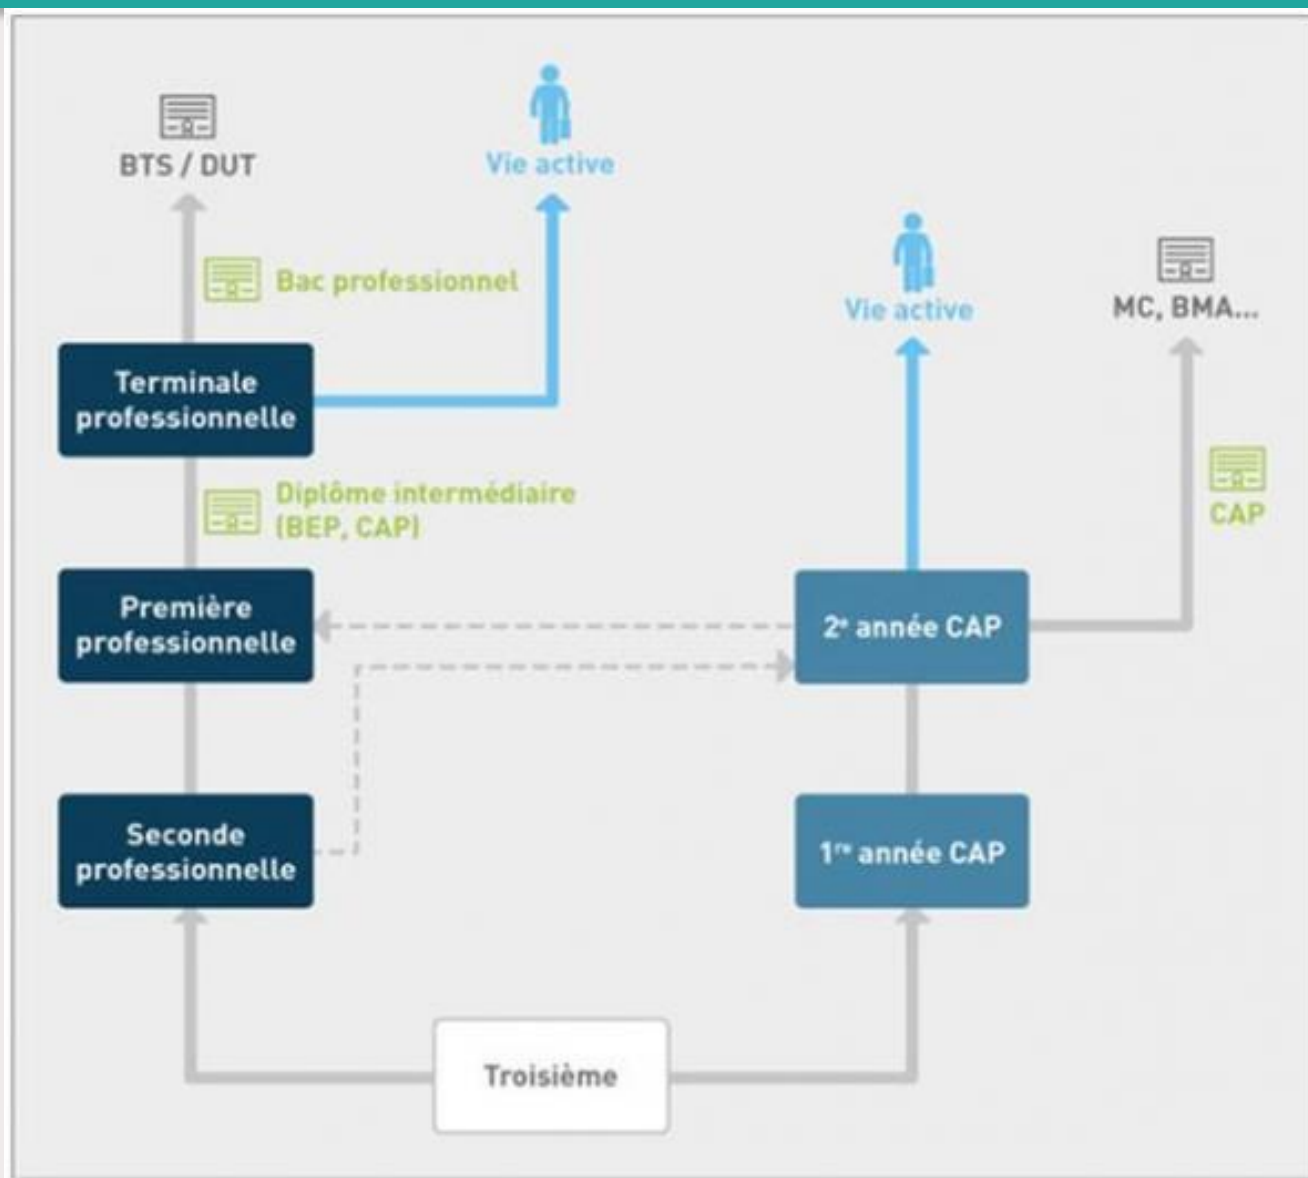 BTS / DUT
Vie active
Bac professionnel
Vie active
MC, BMA...
Terminale
professionnelle
Diplôme intermédiaire
(BEP, CAP)
CAP
Première
professionnelle
2e année CAP
Seconde
professionnelle
1re année CAP
Troisième